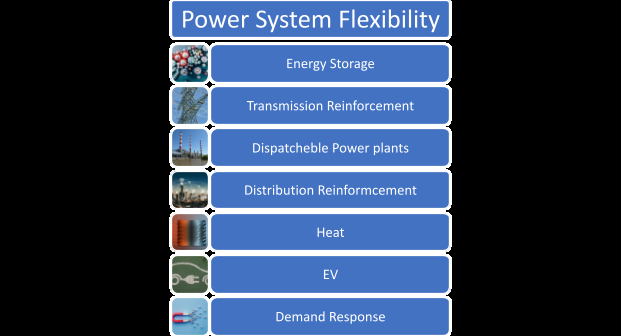 Power System Flexibility
Energy Storage
Transmission Reinforcement
Dispatcheble Power plants
Distribution Reinformcement
Heat
EV
Demand Response